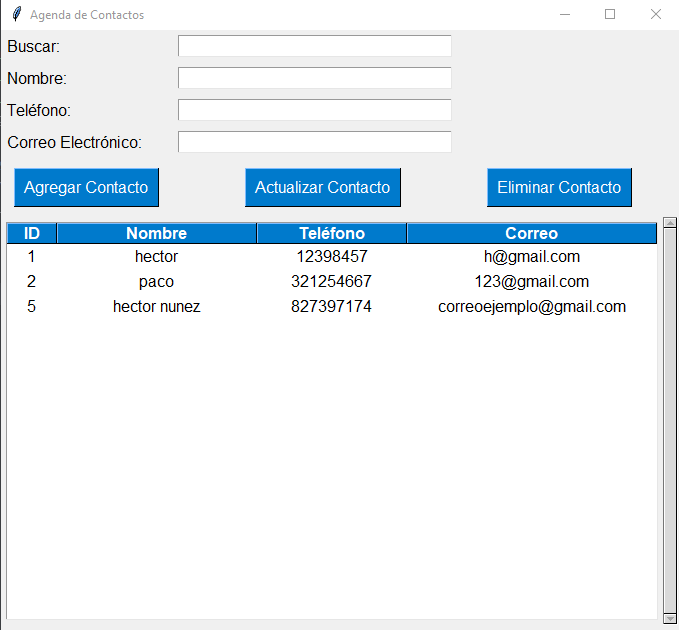 Agenda de Contactos
Buscar:
Nombre:
Teléfono:
Correo Electrónico:
Agregar Contacto Actualizar Contacto Eliminar Contacto
ID Nombre Teléfono Correo
1 hector 12398457 h@gmail.com
2 paco 321254667 123@gmail.com
5 hector nunez 827397174 correoejemplo@gmail.com